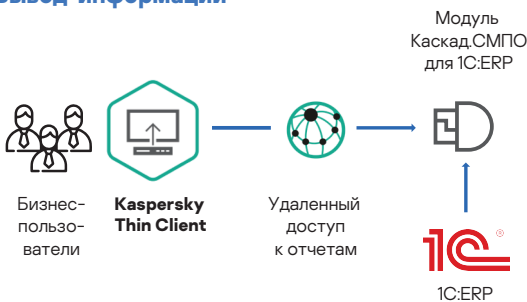 вывод информации
Модуль
Каскад.СМПО
для 1С:ERP
Бизнес-
пользо-
ватели
Kaspersky
Thin Client
Удаленный
доступ
к отчетам
1С
®
1С:ERP